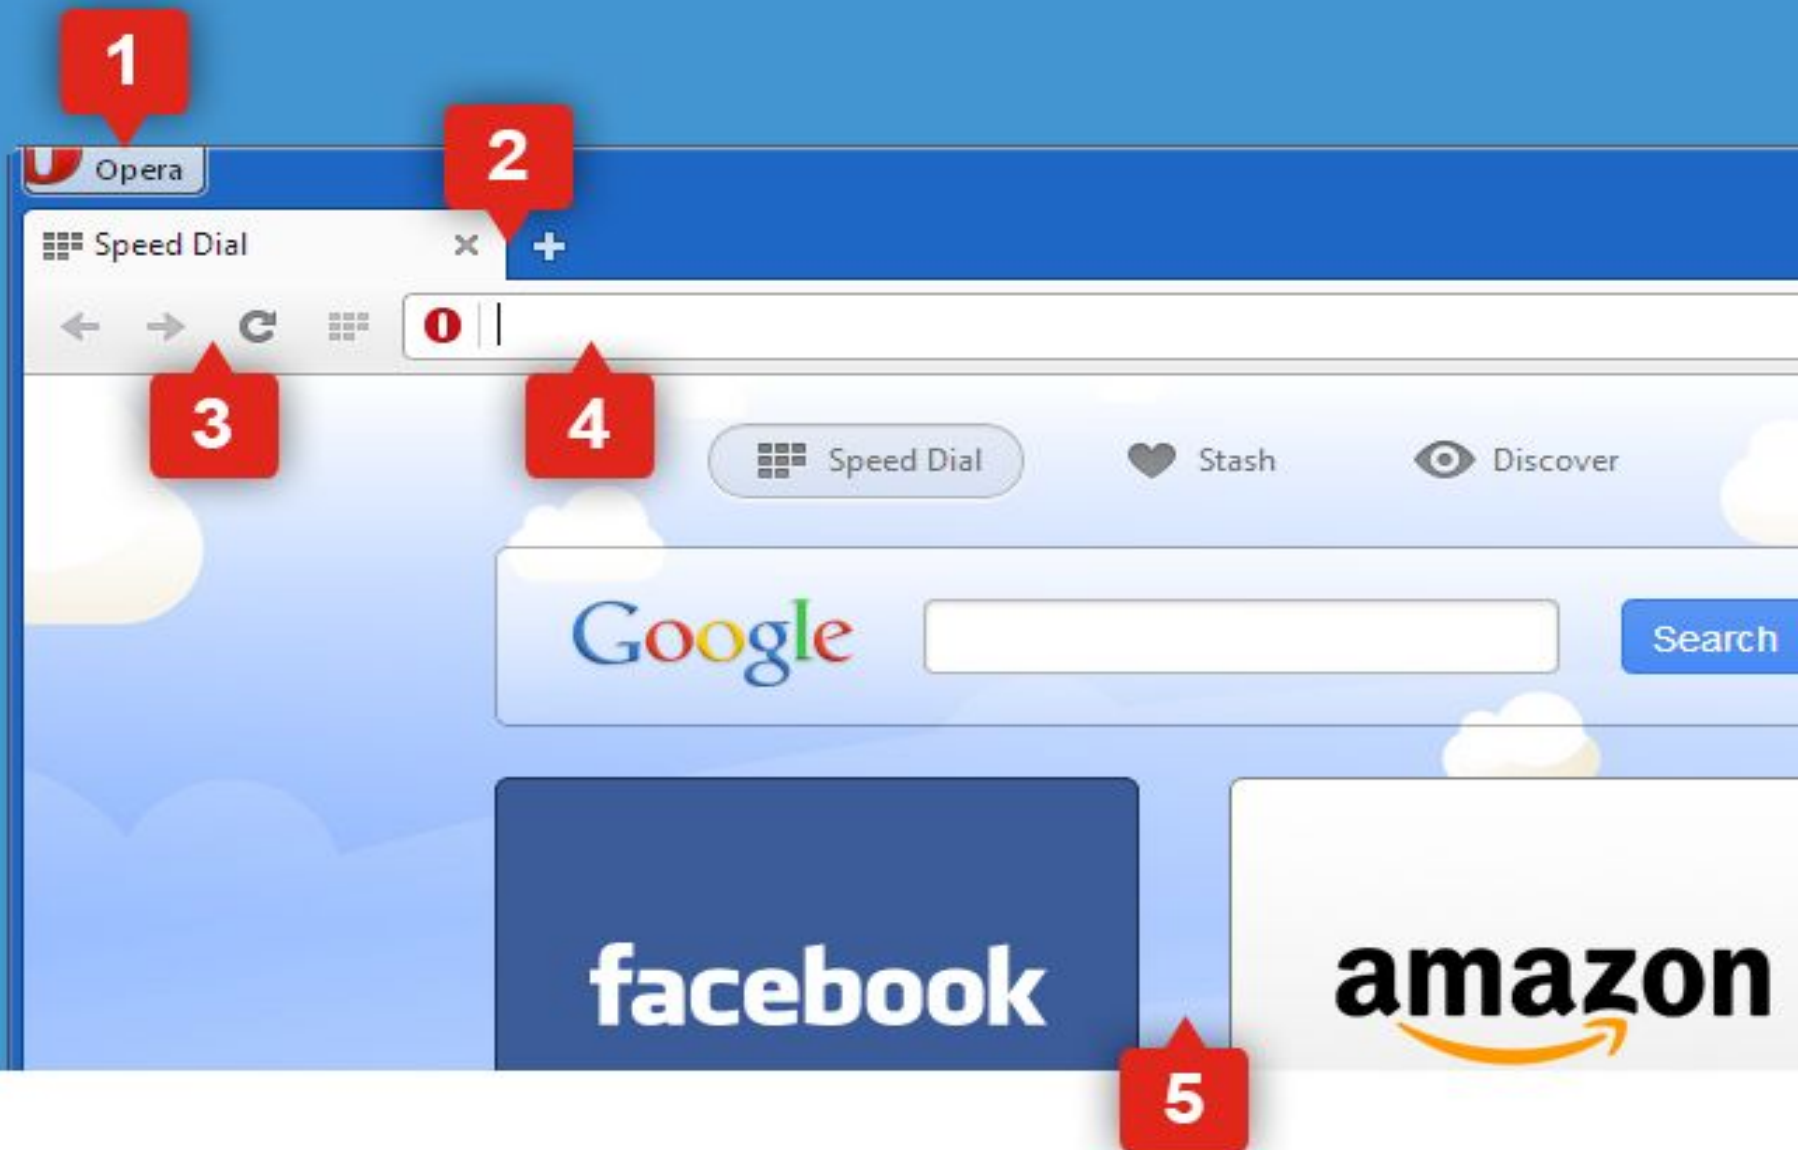 1
Opera
2
Speed Dial
3
4
Speed Dial Stash Discover
Google Search
facebook amazon
5